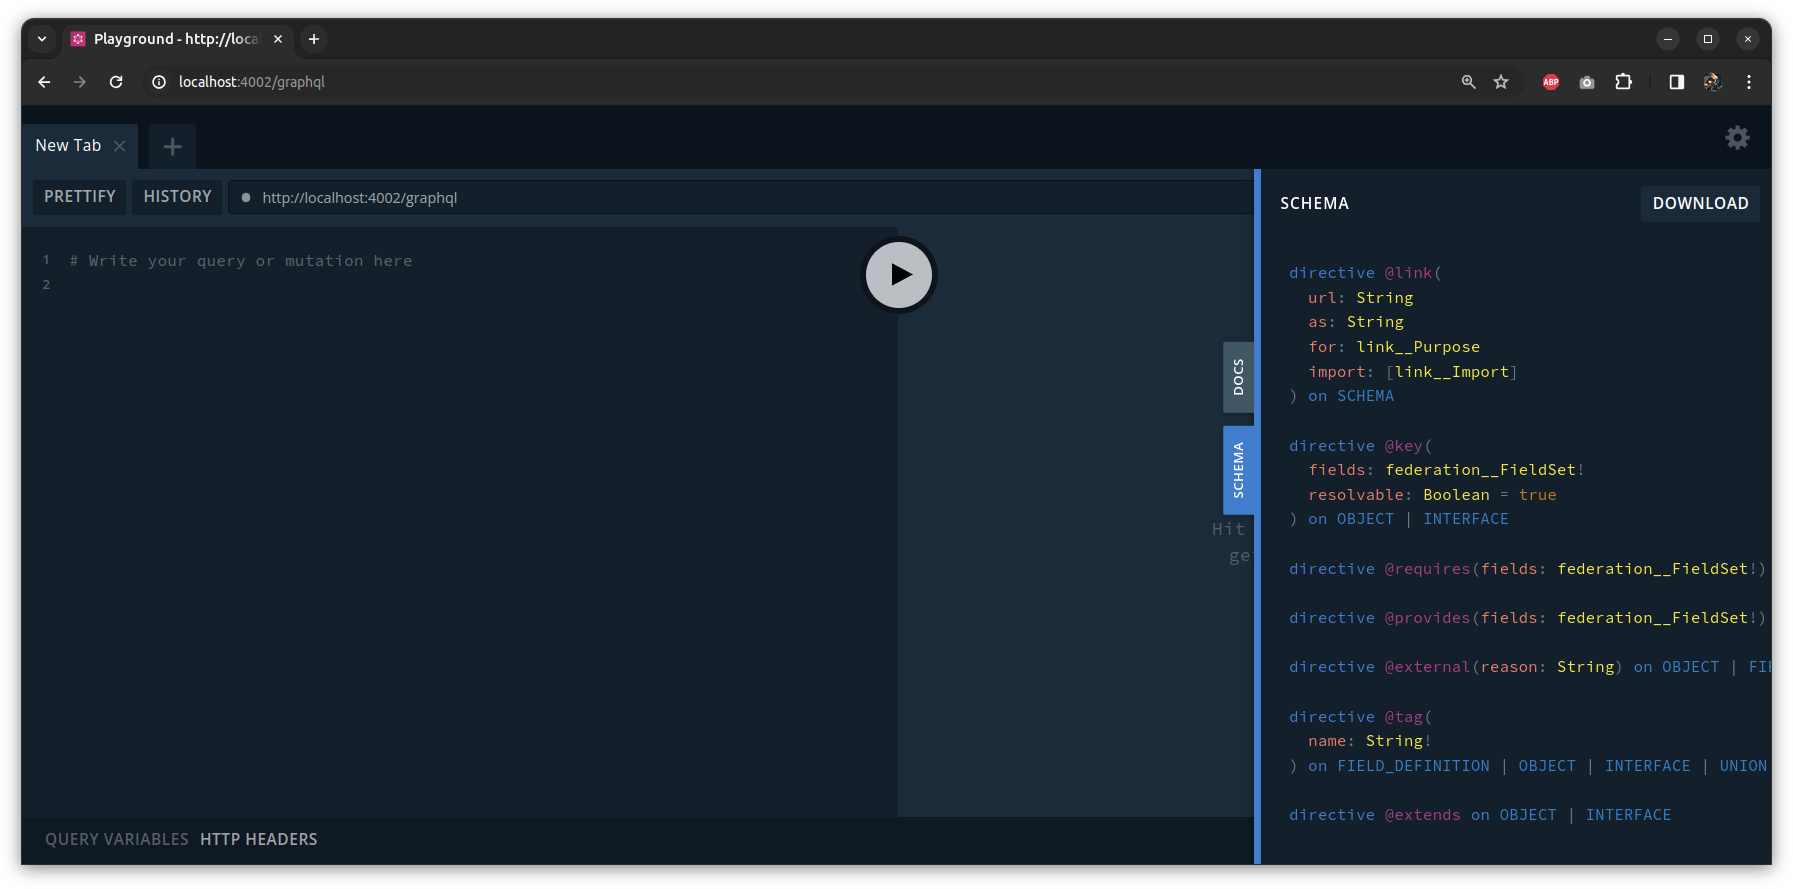 Playground - http://loca
localhost:4002/graphql
ABP
New Tab
PRETTIFY
HISTORY
http://localhost:4002/graphql
1 # Write your query or mutation here
2
Hit
ge
DOCS
SCHEMA
SCHEMA
DOWNLOAD
directive @link(
url: String
as: String
for: link__Purpose
import: [link__Import]
) on SCHEMA
directive @key(
fields: federation__FieldSet!
resolvable: Boolean = true
) on OBJECT | INTERFACE
directive @requires(fields: federation__FieldSet!)
directive @provides(fields: federation__FieldSet!)
directive @external(reason: String) on OBJECT | FIE
directive @tag(
name: String!
) on FIELD_DEFINITION | OBJECT | INTERFACE | UNION
directive @extends on OBJECT | INTERFACE
QUERY VARIABLES
HTTP HEADERS